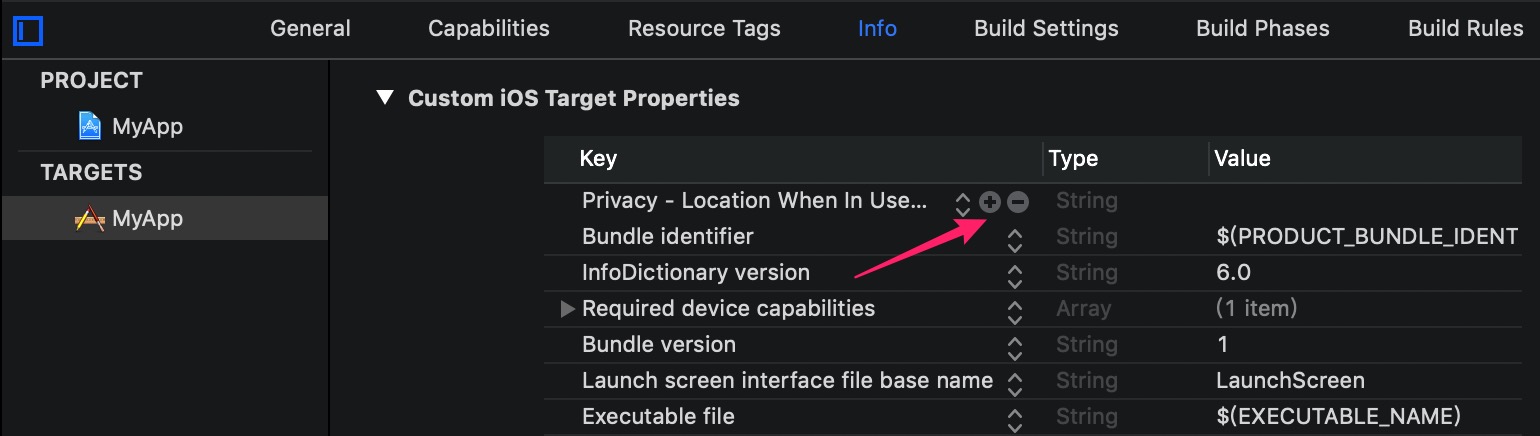 General Capabilities Resource Tags Info Build Settings Build Phases Build Rules
PROJECT
MyApp
TARGETS
MyApp
Custom iOS Target Properties
Key Type Value
Privacy - Location When In Use... String
Bundle identifier String $(PRODUCT_BUNDLE_IDENT
InfoDictionary version String 6.0
Required device capabilities Array (1 item)
Bundle version String 1
Launch screen interface file base name String LaunchScreen
Executable file String $(EXECUTABLE_NAME)